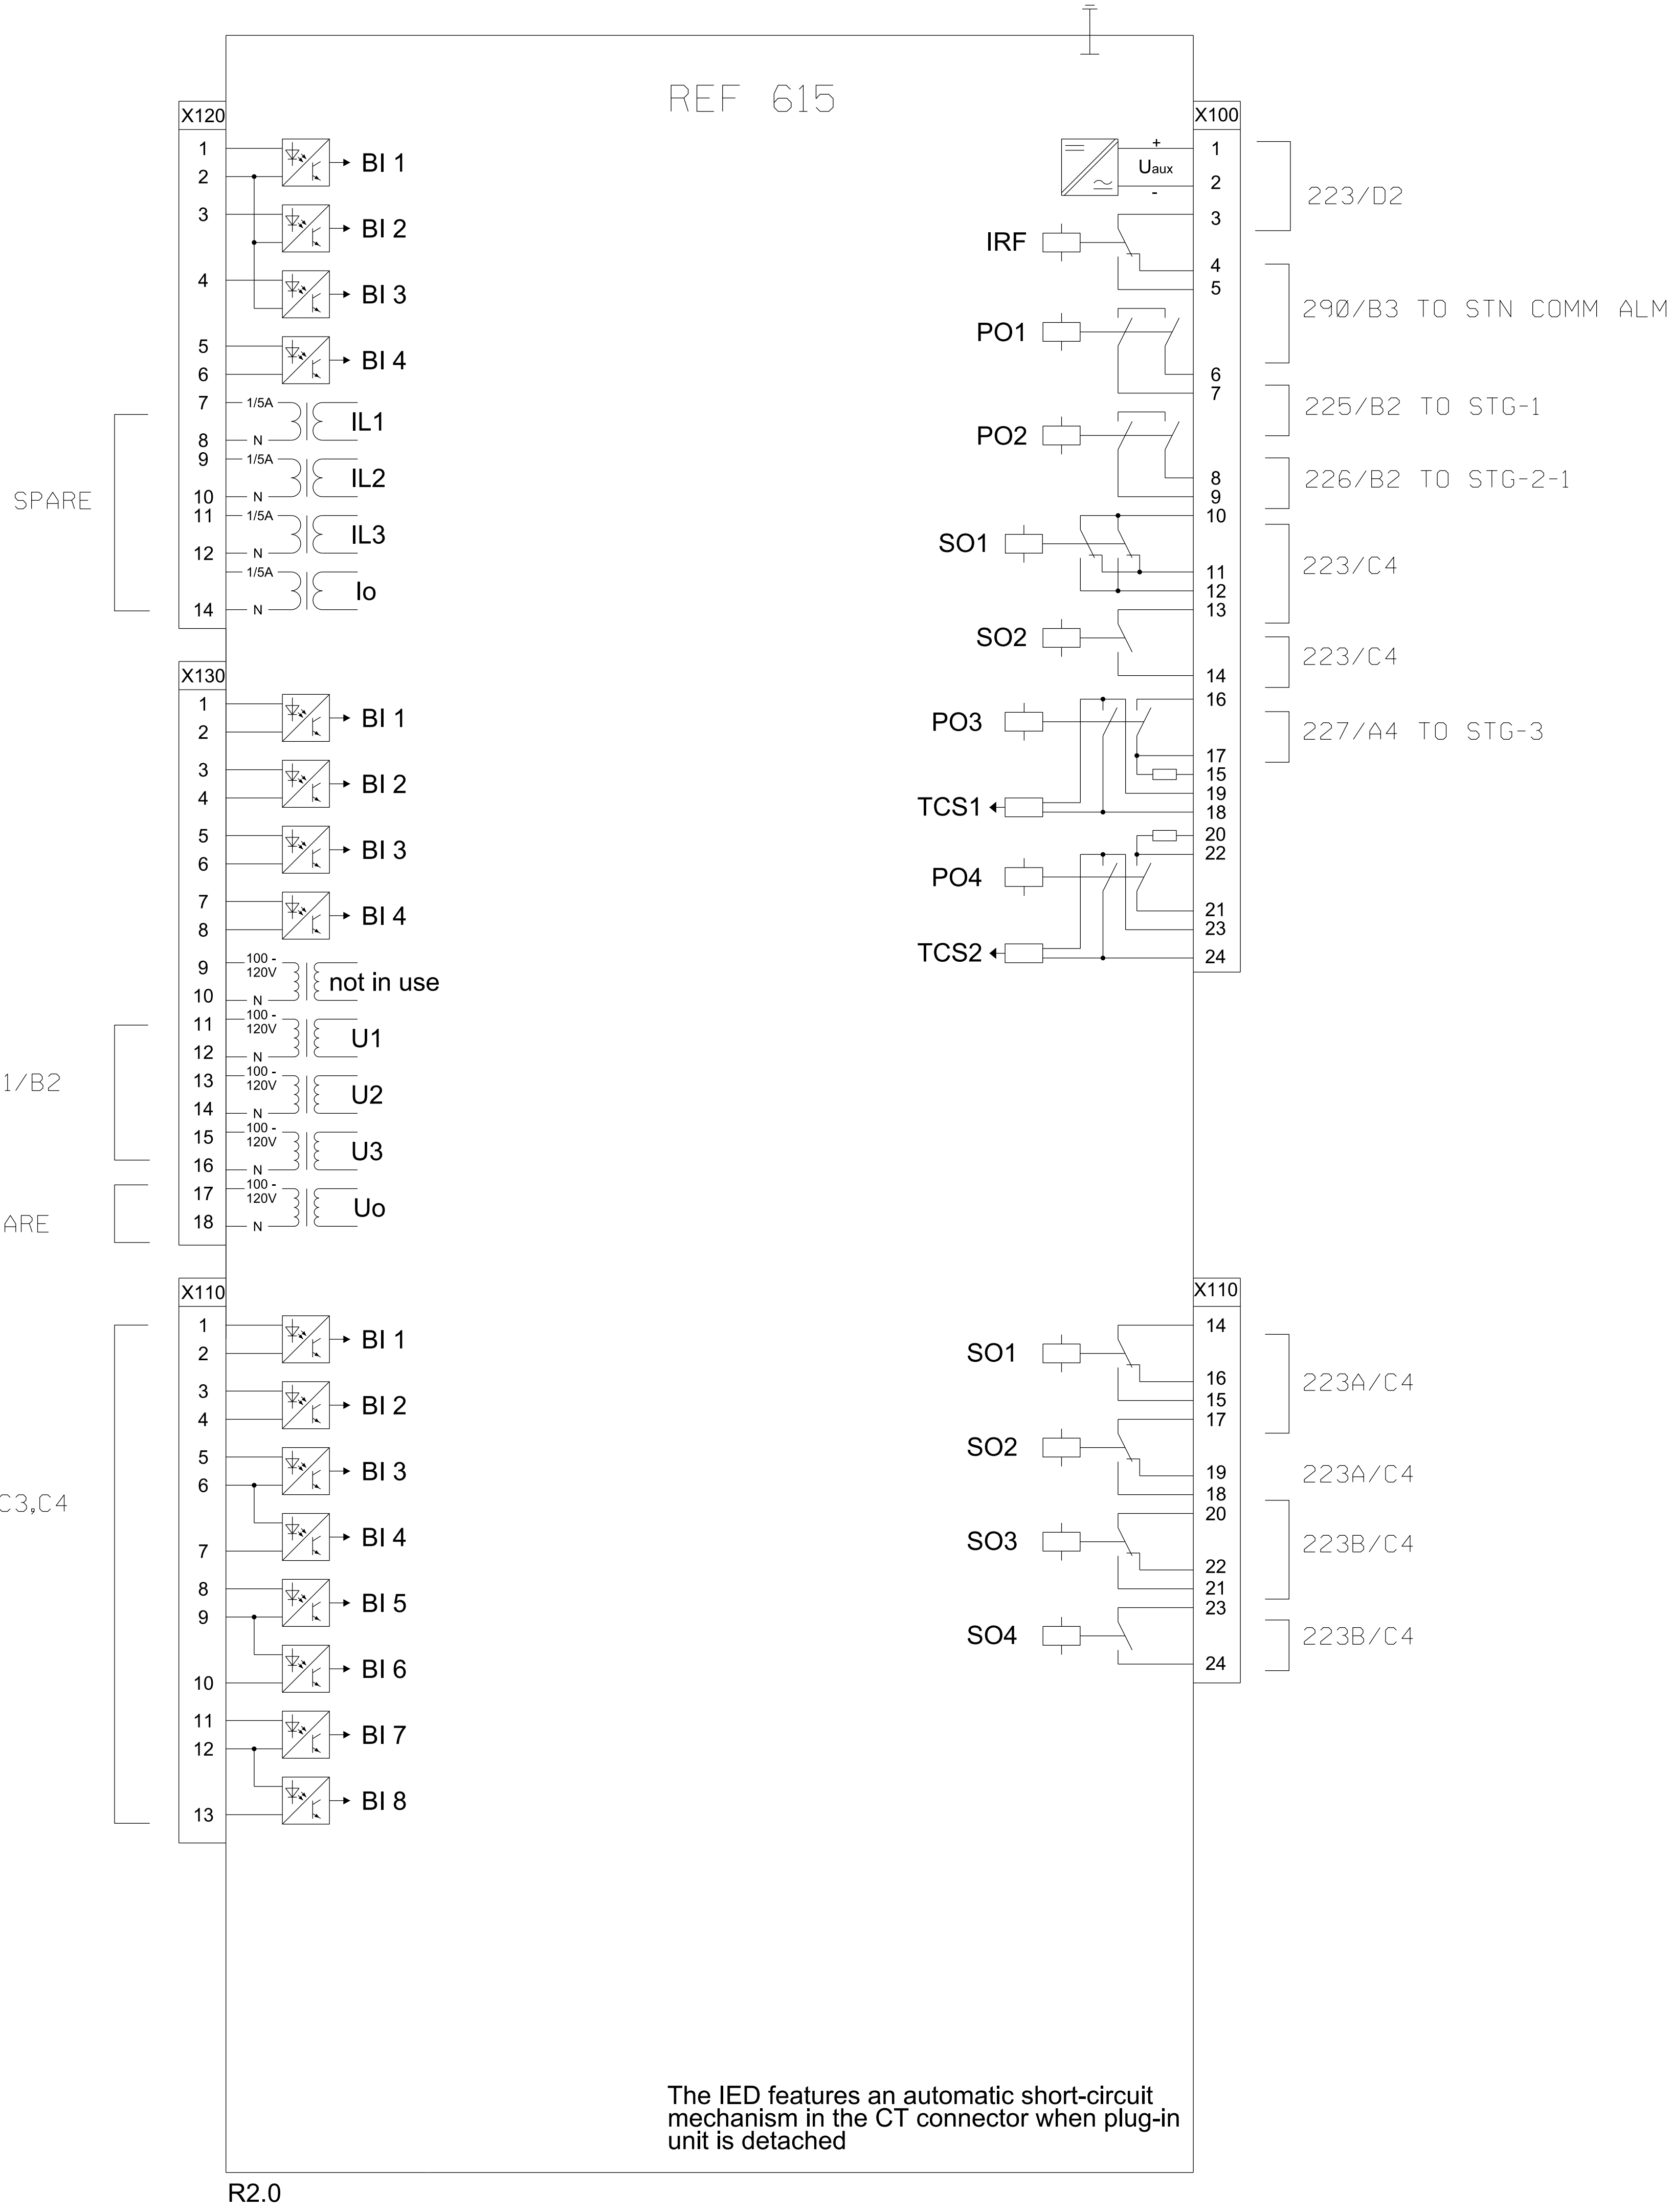 REF 615
X120
1
BI 1
2
3
BI 2
4
BI 3
5
BI 4
6
7
1/5A
IL1
8
N
9
1/5A
IL2
10
N
11
1/5A
IL3
12
N
1/5A
Io
14
N
SPARE
X130
1
BI 1
2
3
BI 2
4
5
BI 3
6
7
BI 4
8
9
100 -
120V
not in use
10
N
11
100 -
120V
U1
12
N
13
100 -
120V
U2
14
N
15
100 -
120V
U3
16
N
17
100 -
120V
Uo
18
N
1/B2
ARE
X110
1
BI 1
2
3
BI 2
4
5
BI 3
6
BI 4
7
8
BI 5
9
BI 6
10
11
BI 7
12
BI 8
13
C3,C4
X100
+
1
Uaux
2
-
223/D2
3
IRF
4
5
290/B3 TO STN COMM ALM
PO1
6
7
225/B2 TO STG-1
PO2
8
9
226/B2 TO STG-2-1
10
SO1
11
12
223/C4
13
SO2
14
223/C4
16
PO3
17
227/A4 TO STG-3
15
19
TCS1
18
20
22
PO4
21
23
TCS2
24
X110
14
SO1
16
15
223A/C4
17
SO2
19
18
223A/C4
20
SO3
22
21
223B/C4
23
SO4
24
223B/C4
The IED features an automatic short-circuit
mechanism in the CT connector when plug-in
unit is detached
R2.0